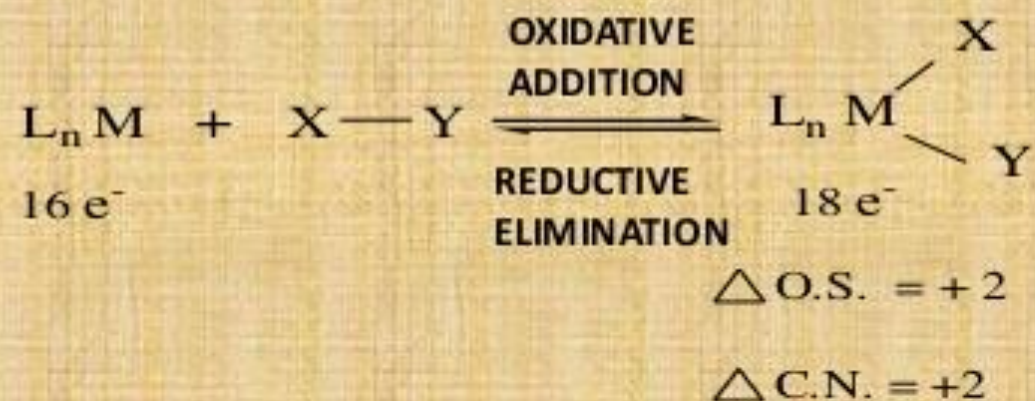 OXIDATIVE
ADDITION
LₙM + X—Y ⇌ LₙM X Y
REDUCTIVE
ELIMINATION
16 e⁻ 18 e⁻
△ O.S. = + 2
△ C.N. = +2